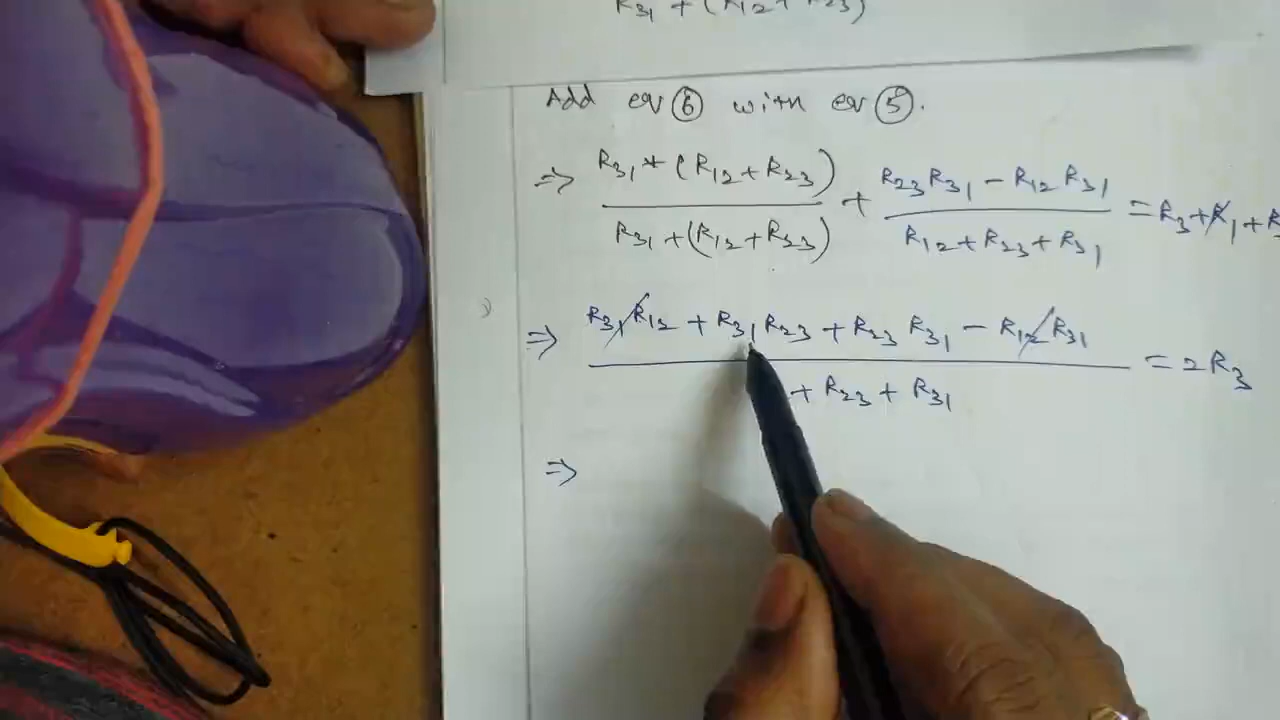 R31 + (R12 + R23)
Add eq ⑥ with eq ⑤.
⇒ R31 * (R12 + R23) / R31 + (R12 + R23) + R23 R31 - R12 R31 / R12 + R23 + R31 = R3 + R1 +
⇒ R31 R12 + R31 R23 + R23 R31 - R12 R31 / + R23 + R31 = 2R3
⇒